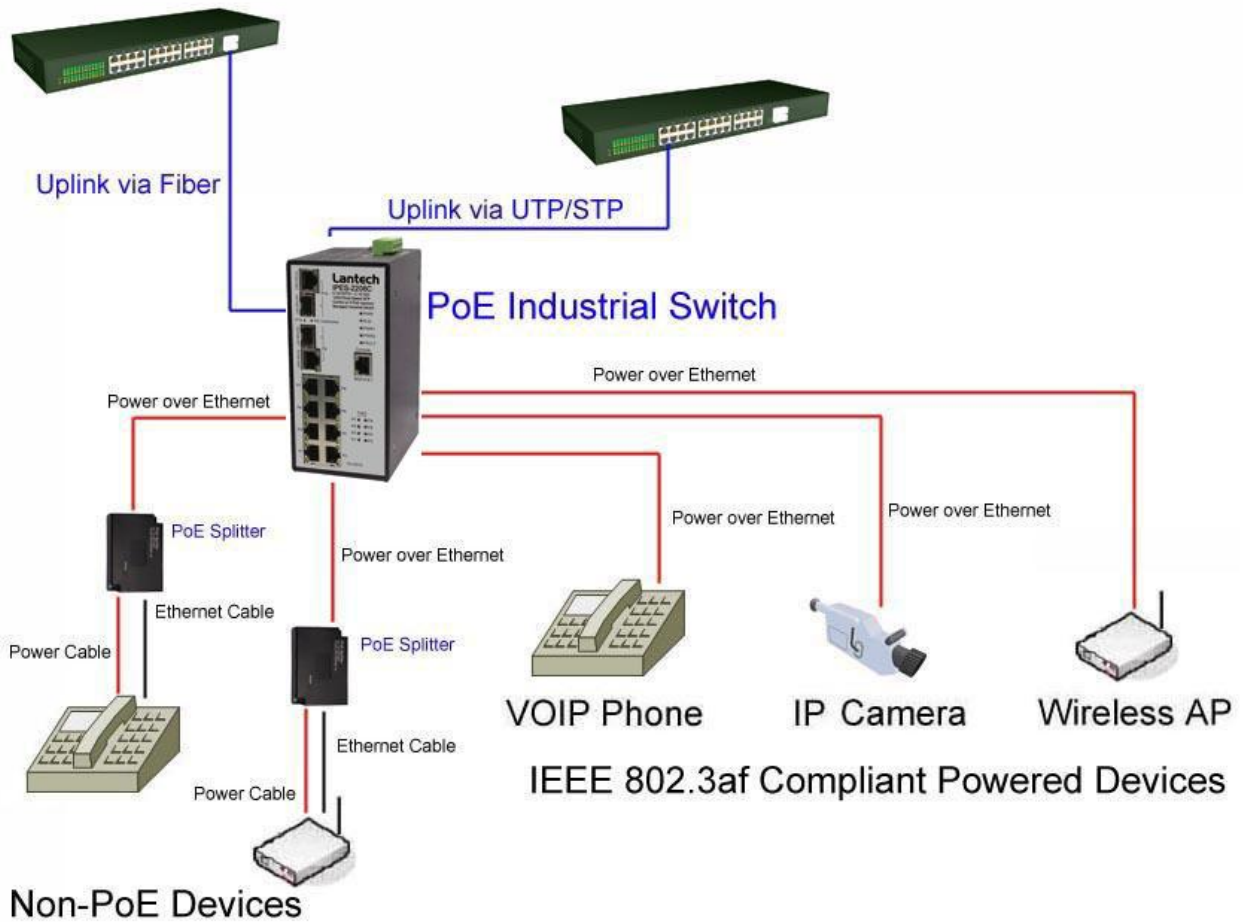 Uplink via Fiber
Uplink via UTP/STP
Lantech
PoE Industrial Switch
Power over Ethernet
Power over Ethernet
PoE Splitter
Power over Ethernet
Power over Ethernet
Power over Ethernet
Ethernet Cable
Power Cable
PoE Splitter
VOIP Phone
IP Camera
Wireless AP
Ethernet Cable
IEEE 802.3af Compliant Powered Devices
Power Cable
Non-PoE Devices